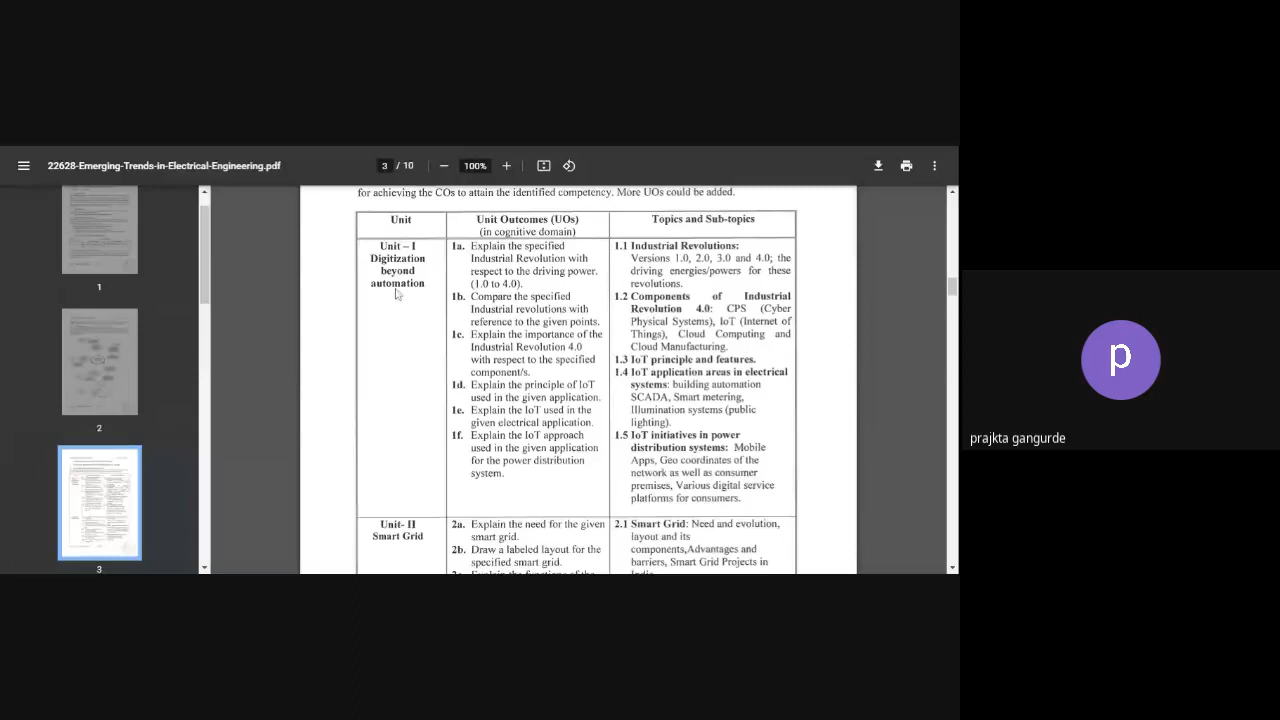 22628-Emerging-Trends-in-Electrical-Engineering.pdf
3 / 10
100%
for achieving the COs to attain the identified competency. More UOs could be added.
Unit
Unit Outcomes (UOs)
(in cognitive domain)
Topics and Sub-topics
Unit – I
Digitization
beyond
automation
1a. Explain the specified
Industrial Revolution with
respect to the driving power.
(1.0 to 4.0).
1b. Compare the specified
Industrial revolutions with
reference to the given points.
1c. Explain the importance of the
Industrial Revolution 4.0
with respect to the specified
component/s.
1d. Explain the principle of IoT
used in the given application.
1e. Explain the IoT used in the
given electrical application.
1f. Explain the IoT approach
used in the given application
for the power distribution
system.
1.1 Industrial Revolutions:
Versions 1.0, 2.0, 3.0 and 4.0; the
driving energies/powers for these
revolutions.
1.2 Components of Industrial
Revolution 4.0: CPS (Cyber
Physical Systems), IoT (Internet of
Things), Cloud Computing and
Cloud Manufacturing.
1.3 IoT principle and features.
1.4 IoT application areas in electrical
systems: building automation
SCADA, Smart metering,
Illumination systems (public
lighting).
1.5 IoT initiatives in power
distribution systems: Mobile
Apps, Geo coordinates of the
network as well as consumer
premises, Various digital service
platforms for consumers.
Unit- II
Smart Grid
2a. Explain the need for the given
smart grid.
2b. Draw a labeled layout for the
specified smart grid.
2.1 Smart Grid: Need and evolution,
layout and its
components,Advantages and
barriers, Smart Grid Projects in
1
2
3
p
prajkta gangurde